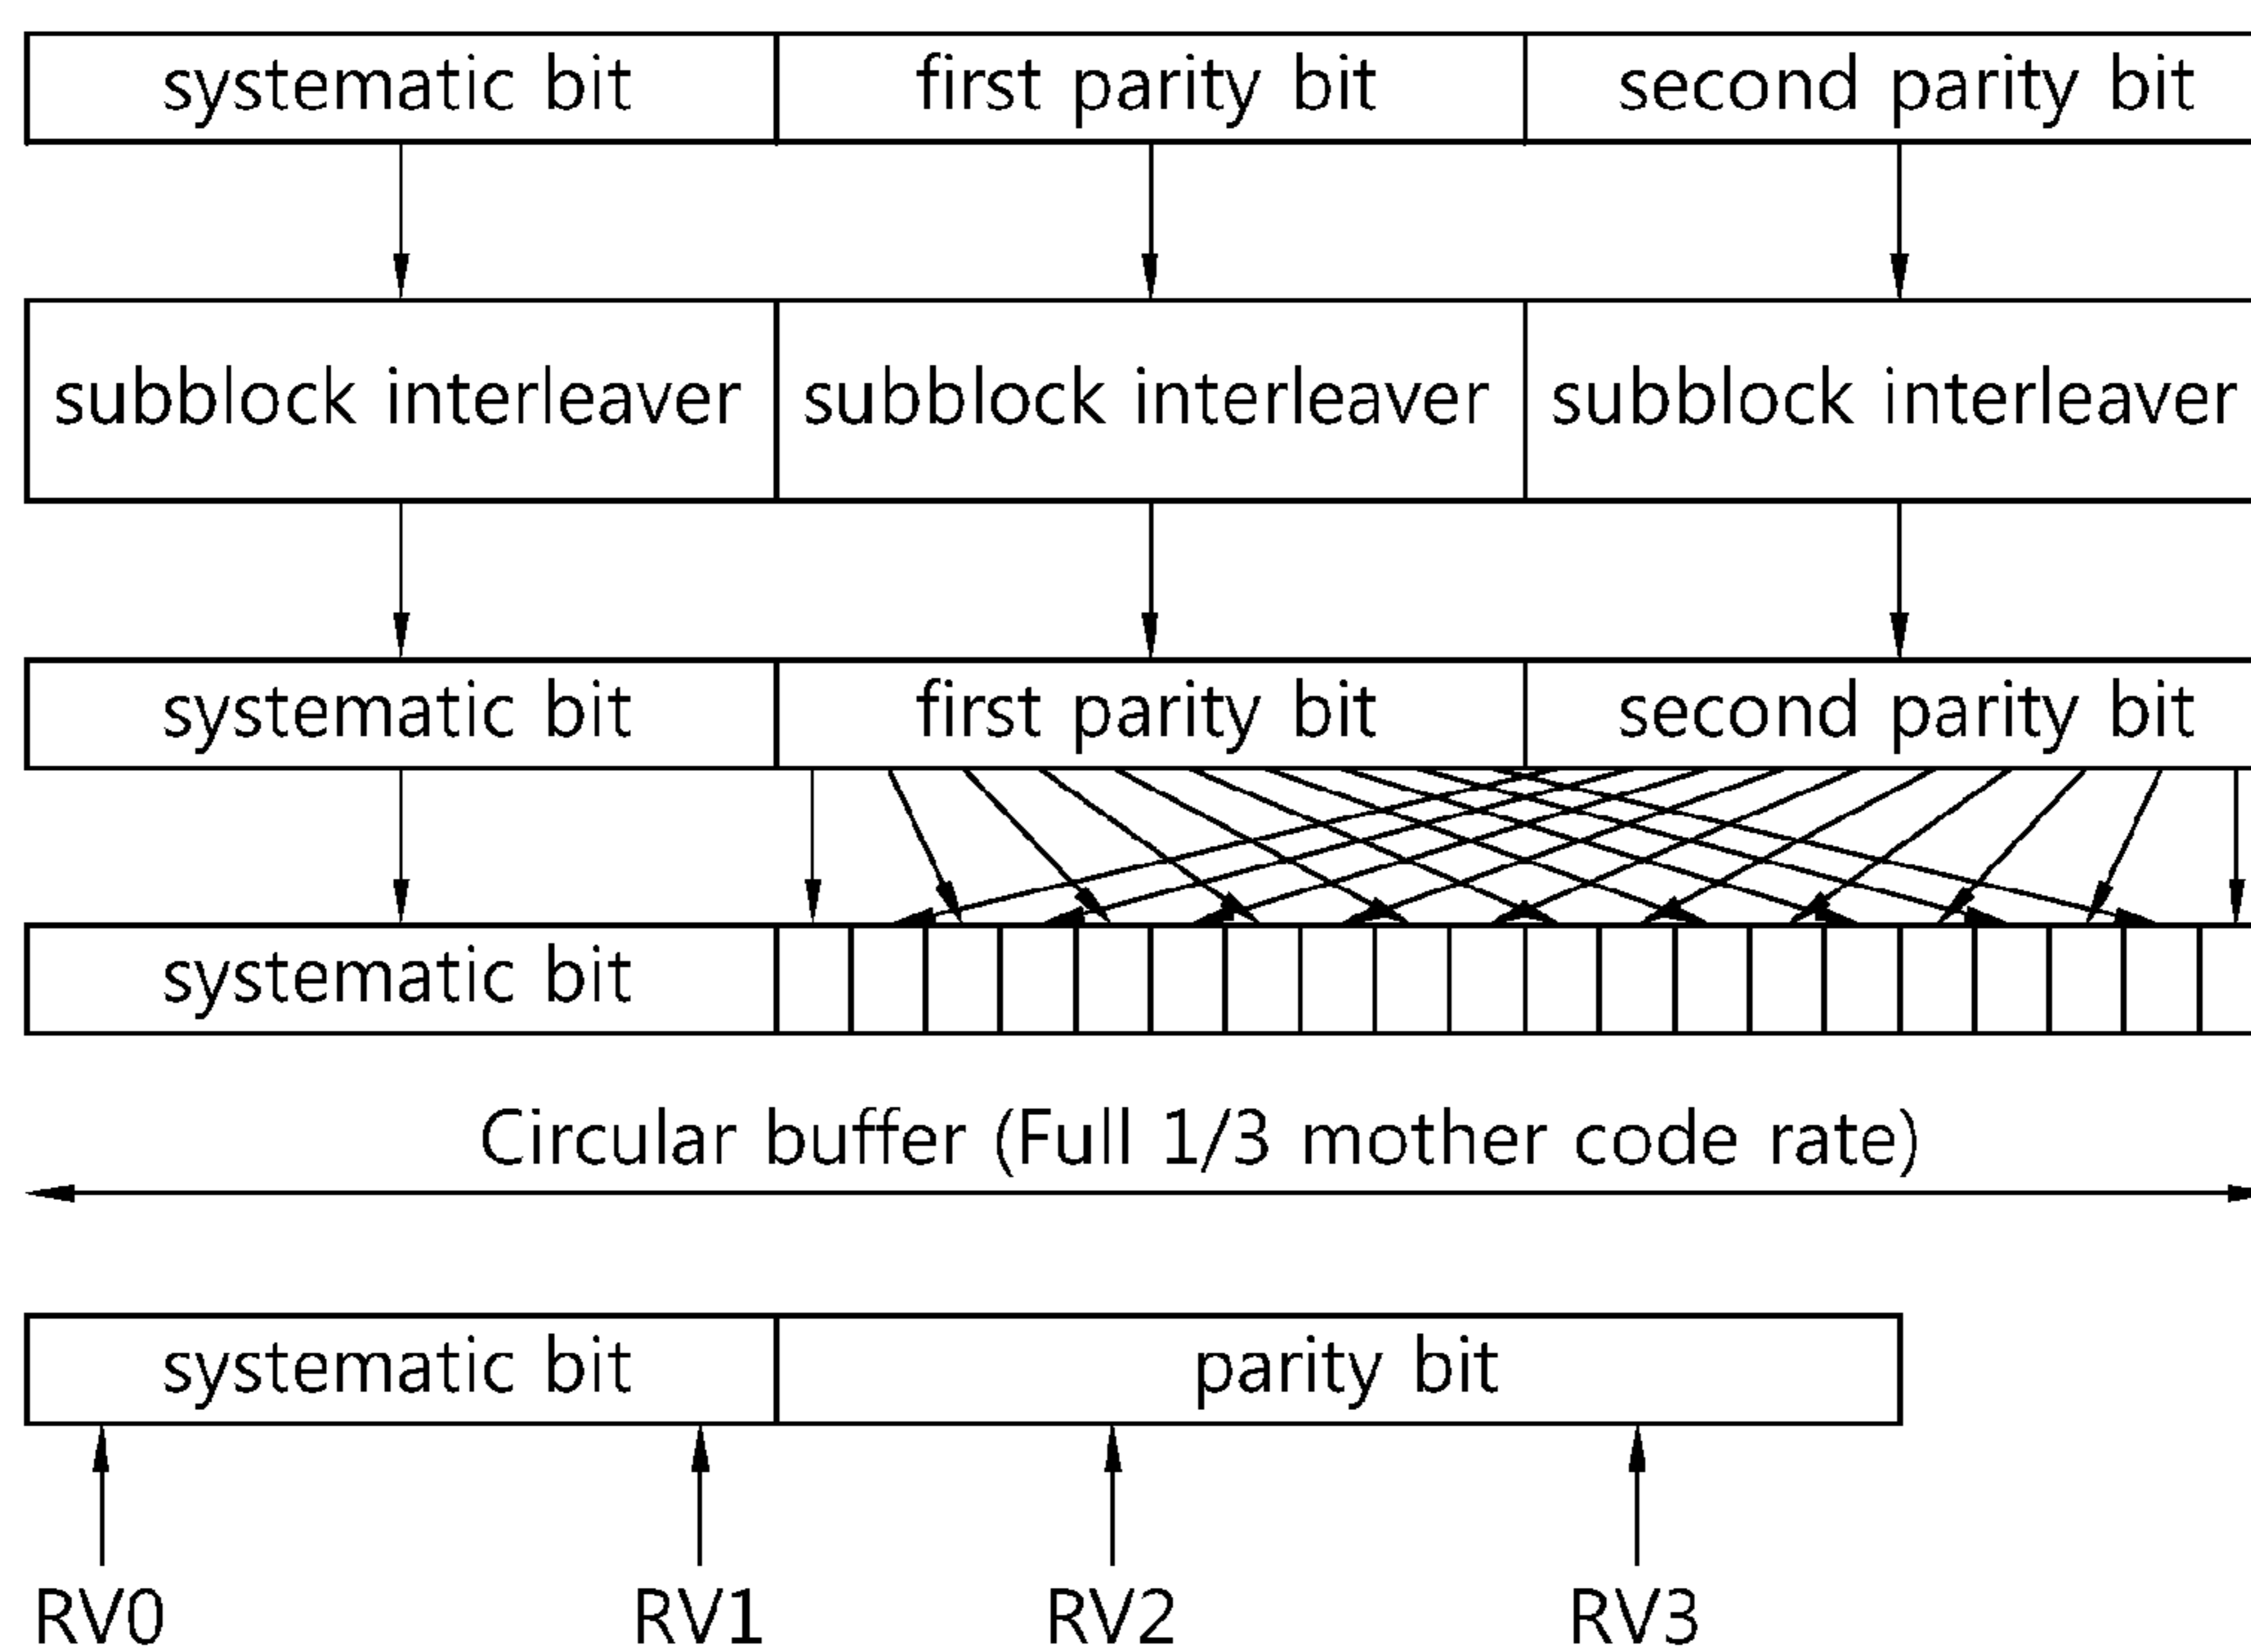 systematic bit first parity bit second parity bit
subblock interleaver subblock interleaver subblock interleaver
systematic bit first parity bit second parity bit
systematic bit
Circular buffer (Full 1/3 mother code rate)
systematic bit parity bit
RV0 RV1 RV2 RV3